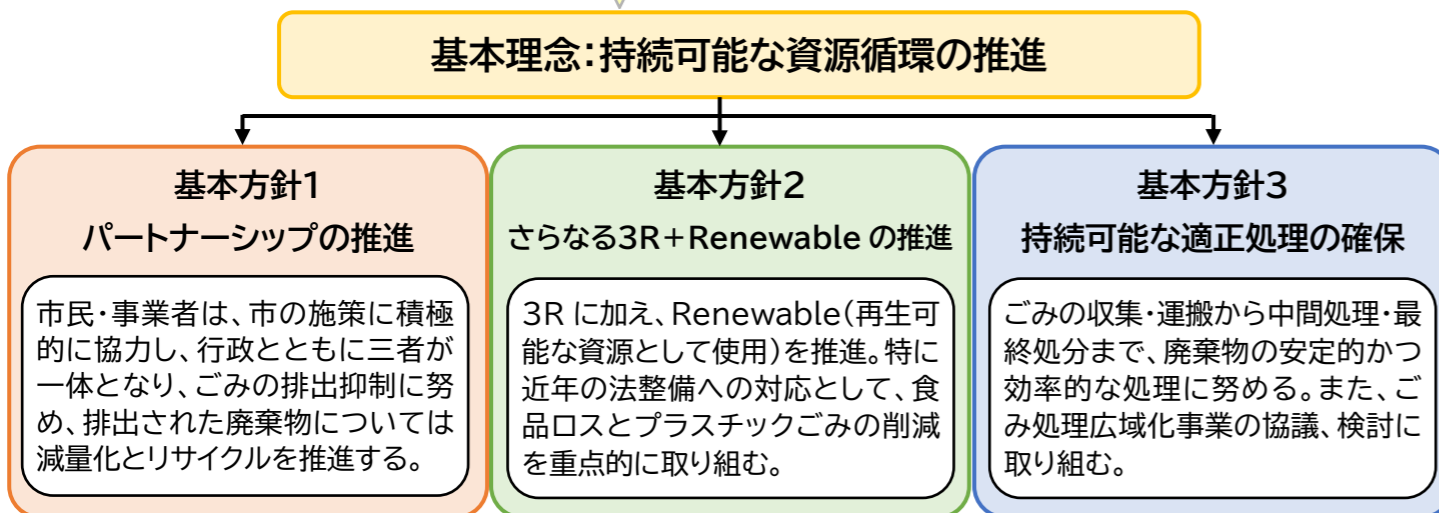 基本理念:持続可能な資源循環の推進
基本方針1
パートナーシップの推進
市民・事業者は、市の施策に積極
的に協力し、行政とともに三者が
一体となり、ごみの排出抑制に努
め、排出された廃棄物については
減量化とリサイクルを推進する。
基本方針2
さらなる3R+Renewable の推進
3R に加え、Renewable(再生可
能な資源として使用)を推進。特に
近年の法整備への対応として、食
品ロスとプラスチックごみの削減
を重点的に取り組む。
基本方針3
持続可能な適正処理の確保
ごみの収集・運搬から中間処理・最
終処分まで、廃棄物の安定的かつ
効率的な処理に努める。また、ご
み処理広域化事業の協議、検討に
取り組む。